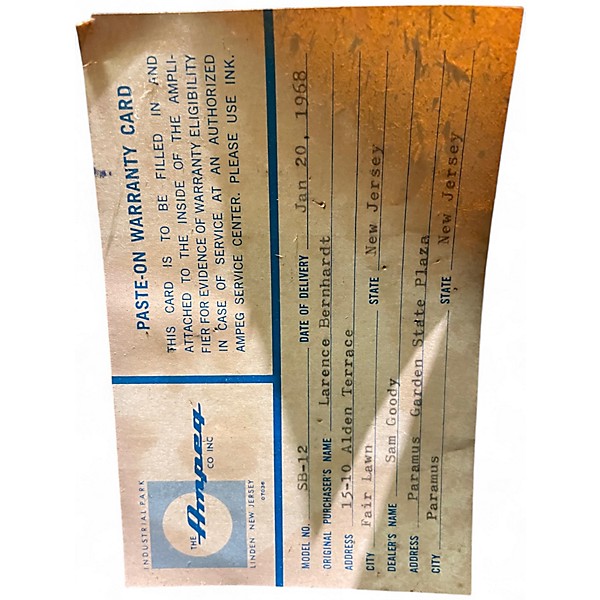 INDUSTRIAL PARK
THE
Ampeg
CO INC
LINDEN NEW JERSEY
07036
PASTE-ON WARRANTY CARD
THIS CARD IS TO BE FILLED IN AND
ATTACHED TO THE INSIDE OF THE AMPLI-
FIER FOR EVIDENCE OF WARRANTY ELIGIBILITY
IN CASE OF SERVICE AT AN AUTHORIZED
AMPEG SERVICE CENTER. PLEASE USE INK.
MODEL NO. SB-12 DATE OF DELIVERY Jan 20, 1968
ORIGINAL PURCHASER'S NAME Larence Bernhardt
ADDRESS 15-10 Alden Terrace
CITY Fair Lawn STATE New Jersey
DEALER'S NAME Sam Goody
ADDRESS Paramus Garden State Plaza
CITY Paramus STATE New Jersey